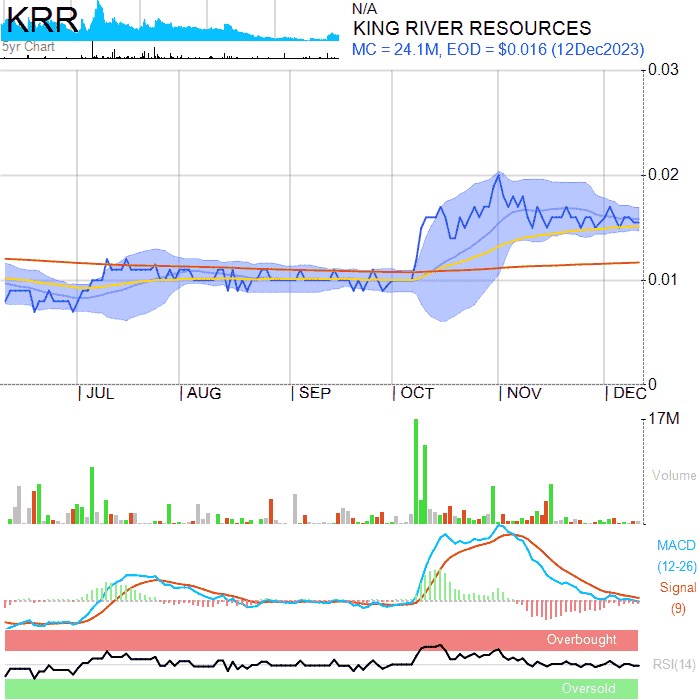 KRR
5yr Chart
N/A
KING RIVER RESOURCES
MC = 24.1M, EOD = $0.016 (12Dec2023)
0.03
0.02
0.01
0
JUL
AUG
SEP
OCT
NOV
DEC
17M
Volume
MACD
(12-26)
Signal
(9)
Overbought
RSI(14)
Oversold